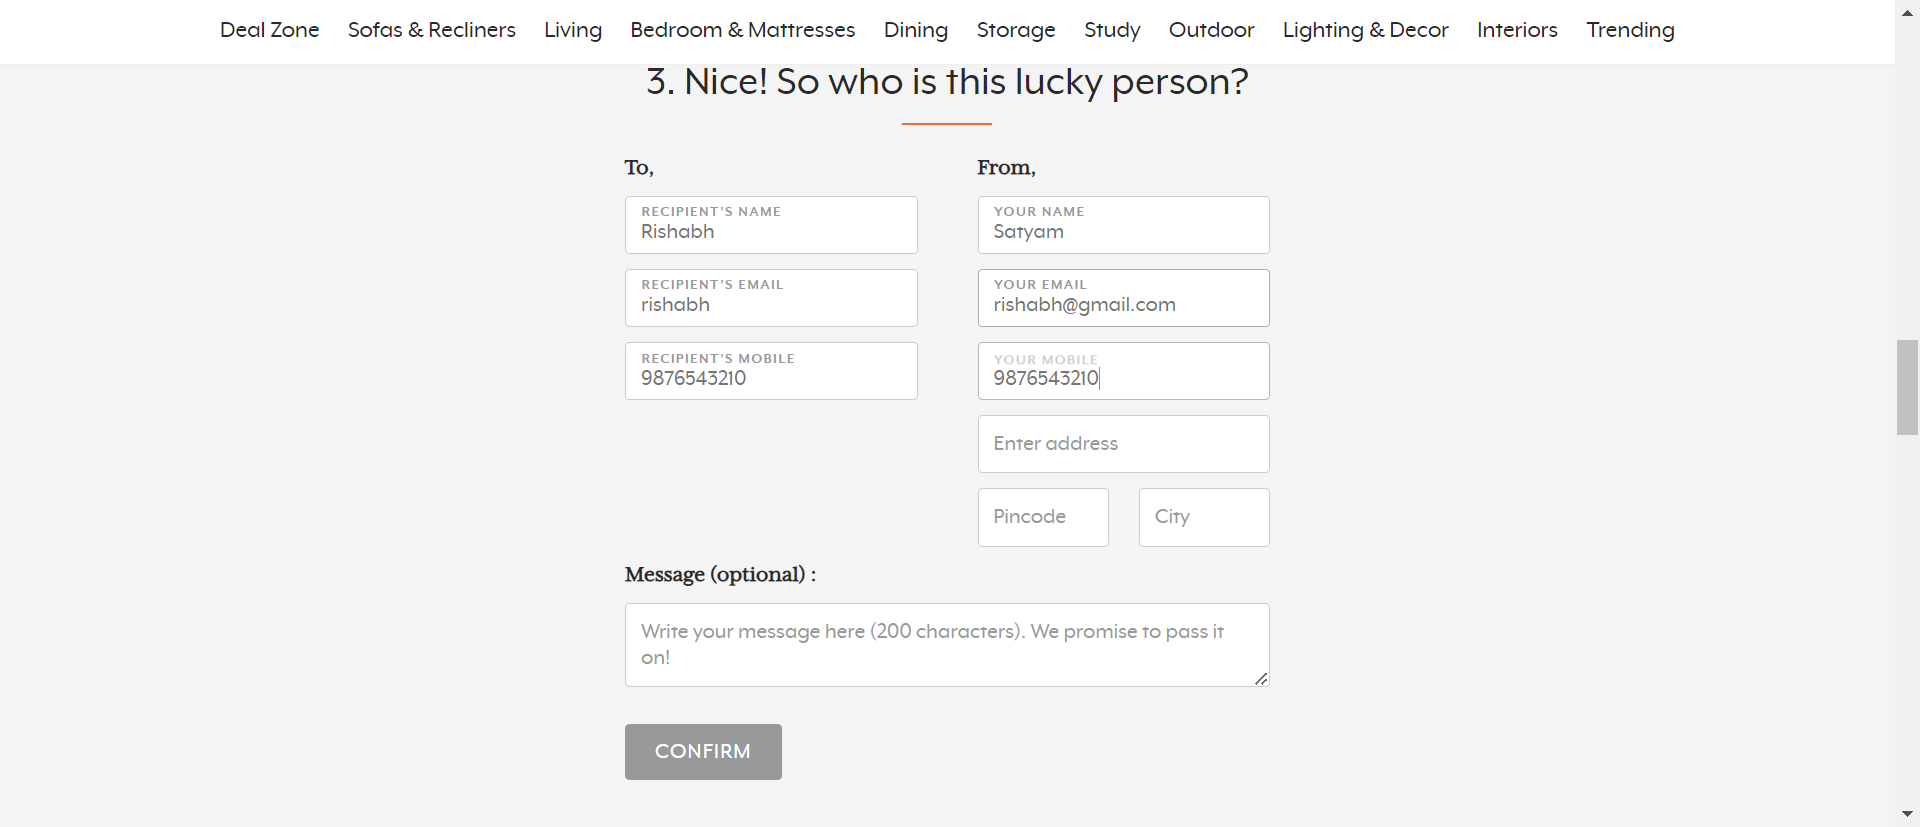 Deal Zone Sofas & Recliners Living Bedroom & Mattresses Dining Storage Study Outdoor Lighting & Decor Interiors Trending
3. Nice! So who is this lucky person?
To,
RECIPIENT'S NAME
Rishabh
RECIPIENT'S EMAIL
rishabh
RECIPIENT'S MOBILE
9876543210
From,
YOUR NAME
Satyam
YOUR EMAIL
rishabh@gmail.com
YOUR MOBILE
9876543210
Enter address
Pincode City
Message (optional) :
Write your message here (200 characters). We promise to pass it
on!
CONFIRM